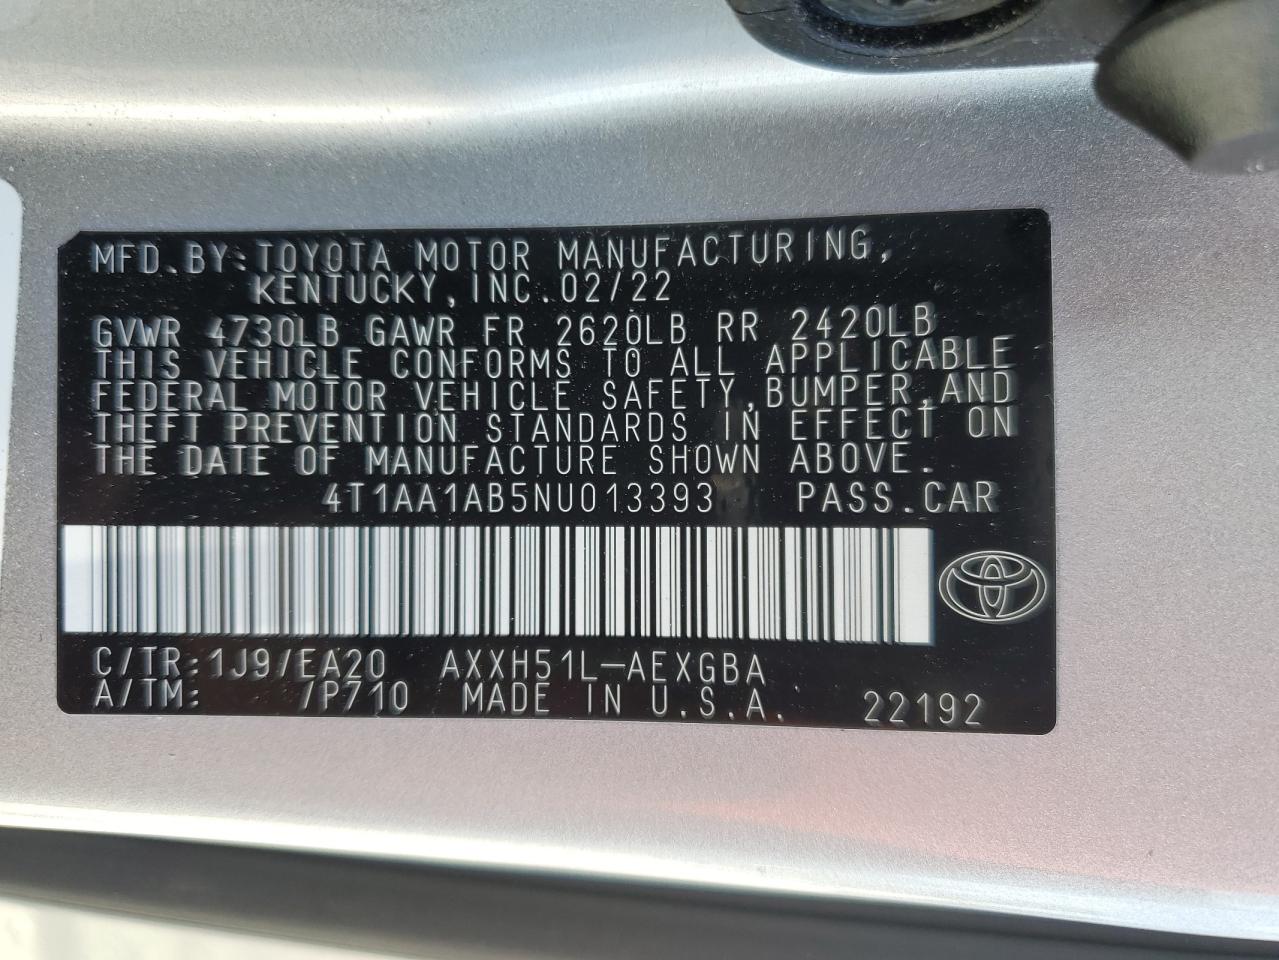 MFD.BY:TOYOTA MOTOR MANUFACTURING,
KENTUCKY,INC.02/22
GVWR 4730LB GAWR FR 2620LB RR 2420LB
THIS VEHICLE CONFORMS TO ALL APPLICABLE
FEDERAL MOTOR VEHICLE SAFETY,BUMPER,AND
THEFT PREVENTION STANDARDS IN EFFECT ON
THE DATE OF MANUFACTURE SHOWN ABOVE.
4T1AA1AB5NU013393 PASS.CAR
C/TR:1J9/EA20 AXXH51L-AEXGBA
A/TM: /P710 MADE IN U.S.A. 22192